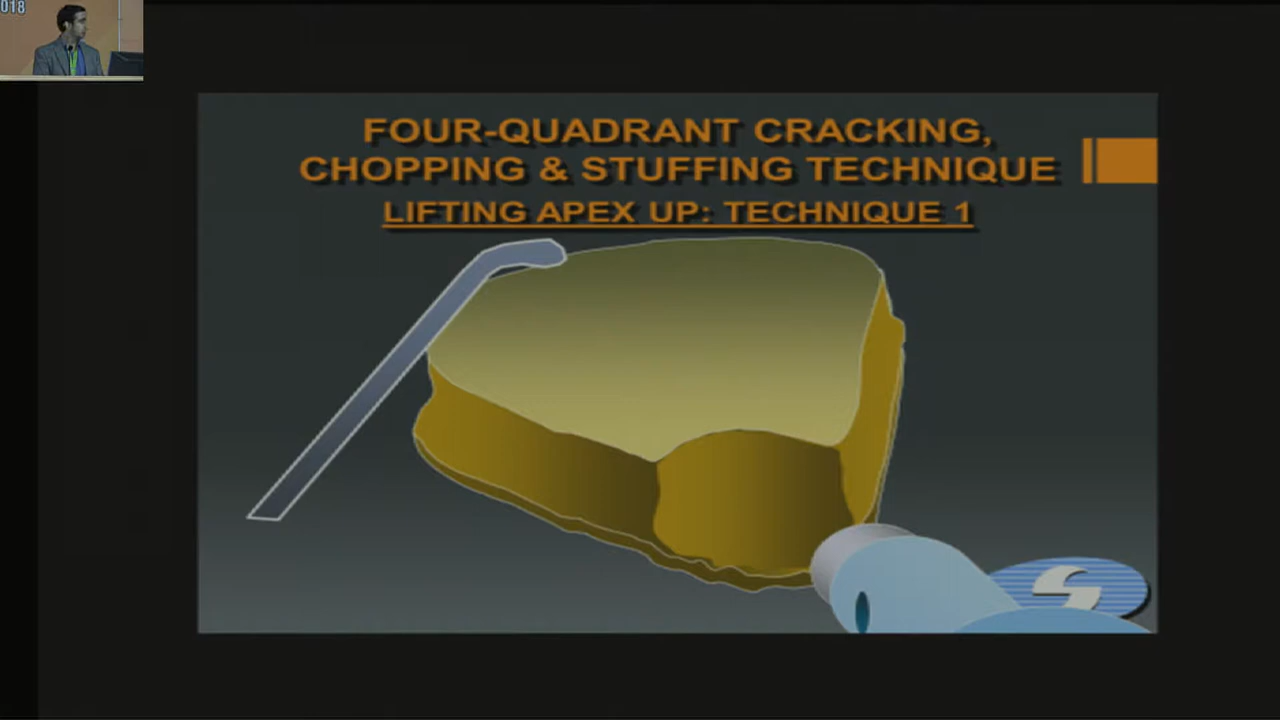 018
FOUR-QUADRANT CRACKING,
CHOPPING & STUFFING TECHNIQUE
LIFTING APEX UP: TECHNIQUE 1